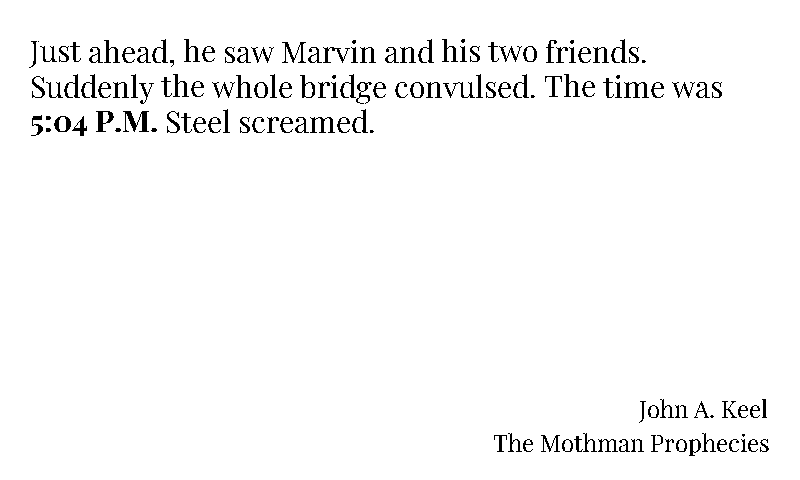 Just ahead, he saw Marvin and his two friends.
Suddenly the whole bridge convulsed. The time was
5:04 P.M. Steel screamed.
John A. Keel
The Mothman Prophecies